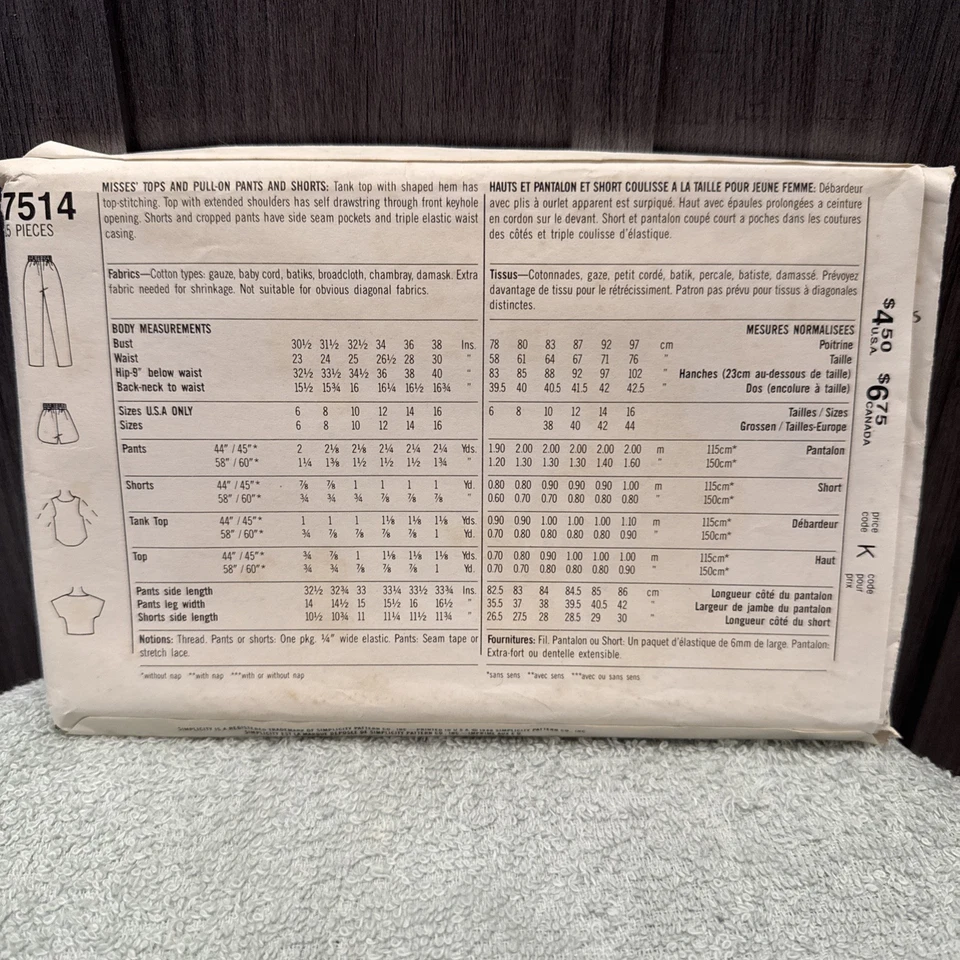 7514
5 PIECES
MISSES' TOPS AND PULL-ON PANTS AND SHORTS: Tank top with shaped hem has
top-stitching. Top with extended shoulders has self drawstring through front keyhole
opening. Shorts and cropped pants have side seam pockets and triple elastic waist
casing.
Fabrics—Cotton types: gauze, baby cord, batiks, broadcloth, chambray, damask. Extra
fabric needed for shrinkage. Not suitable for obvious diagonal fabrics.
BODY MEASUREMENTS
Bust 30½ 31½ 32½ 34 36 38 Ins.
Waist 23 24 25 26½ 28 30 "
Hip-9" below waist 32½ 33½ 34½ 36 38 40 "
Back-neck to waist 15½ 15¾ 16 16¼ 16½ 16¾ "
Sizes U.S.A ONLY 6 8 10 12 14 16
Sizes 6 8 10 12 14 16
Pants 44" / 45"* 2 2⅛ 2⅛ 2¼ 2¼ 2¼ Yds.
58" / 60"* 1¼ 1⅜ 1½ 1½ 1½ 1¾ "
Shorts 44" / 45"* ⅞ ⅞ 1 1 1 1⅛ Yd.
58" / 60"* ¾ ¾ ¾ ⅞ ⅞ ⅞ "
Tank Top 44" / 45"* 1 1 1 1⅛ 1⅛ 1⅛ Yds.
58" / 60"* ¾ ⅞ ⅞ ⅞ ⅞ 1 Yd.
Top 44" / 45"* ¾ ⅞ 1 1⅛ 1⅛ 1⅛ Yds.
58" / 60"* ¾ ¾ ⅞ ⅞ ⅞ 1 Yd.
Pants side length 32½ 32¾ 33 33¼ 33½ 33¾ Ins.
Pants leg width 14 14½ 15 15½ 16 16½ "
Shorts side length 10½ 10¾ 11 11¼ 11½ 11¾ "
Notions: Thread. Pants or shorts: One pkg. ¼" wide elastic. Pants: Seam tape or
stretch lace.
*without nap **with nap ***with or without nap
HAUTS ET PANTALON ET SHORT COULISSE A LA TAILLE POUR JEUNE FEMME: Débardeur
avec plis à ourlet apparent est surpiqué. Haut avec épaules prolongées a ceinture
en cordon sur le devant. Short et pantalon coupé court a poches dans les coutures
des côtés et triple coulisse d'élastique.
Tissus—Cotonnades, gaze, petit cordé, batik, percale, batiste, damassé. Prévoyez
davantage de tissu pour le rétrécissement. Patron pas prévu pour tissus à diagonales
distinctes.
MESURES NORMALISEES
78 80 83 87 92 97 cm Poitrine
58 61 64 67 71 76 " Taille
83 85 88 92 97 102 " Hanches (23cm au-dessous de taille)
39.5 40 40.5 41.5 42 42.5 " Dos (encolure à taille)
6 8 10 12 14 16 Tailles / Sizes
38 40 42 44 Grossen / Tailles-Europe
1.90 2.00 2.00 2.00 2.00 2.00 m 115cm* Pantalon
1.20 1.30 1.30 1.30 1.40 1.60 " 150cm*
0.80 0.80 0.90 0.90 0.90 1.00 m 115cm* Short
0.60 0.70 0.70 0.80 0.80 0.80 " 150cm*
0.90 0.90 1.00 1.00 1.00 1.10 m 115cm* Débardeur
0.70 0.80 0.80 0.80 0.80 0.90 " 150cm*
0.70 0.80 0.90 1.00 1.00 1.00 m 115cm* Haut
0.70 0.70 0.80 0.80 0.80 0.90 " 150cm*
82.5 83 84 84.5 85 86 cm Longueur côté du pantalon
35.5 37 38 39.5 40.5 42 " Largeur de jambe du pantalon
26.5 27.5 28 28.5 29 30 " Longueur côté du short
Fournitures: Fil. Pantalon ou Short: Un paquet d'élastique de 6mm de large. Pantalon:
Extra-fort ou dentelle extensible.
*sans sens **avec sens ***avec ou sans sens
$4.50 U.S.A. $6.75 CANADA
price code K code pour prix
SIMPLICITY IS A REGISTERED TRADEMARK OF SIMPLICITY PATTERN CO.
SIMPLICITY EST LA MARQUE DEPOSEE DE SIMPLICITY PATTERN CO., INC.